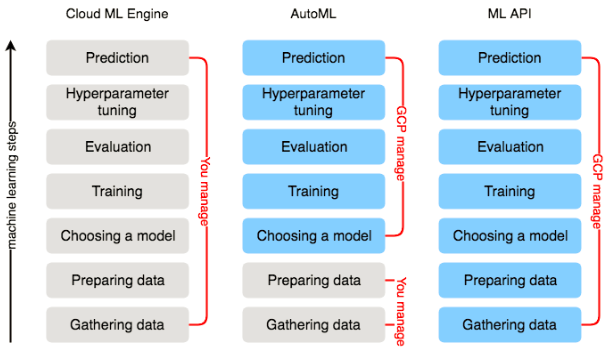 Cloud ML Engine
AutoML
ML API
machine learning steps
Prediction
Hyperparameter
tuning
Evaluation
Training
Choosing a model
Preparing data
Gathering data
You manage
Prediction
Hyperparameter
tuning
Evaluation
Training
Choosing a model
GCP manage
Preparing data
Gathering data
You manage
Prediction
Hyperparameter
tuning
Evaluation
Training
Choosing a model
Preparing data
Gathering data
GCP manage